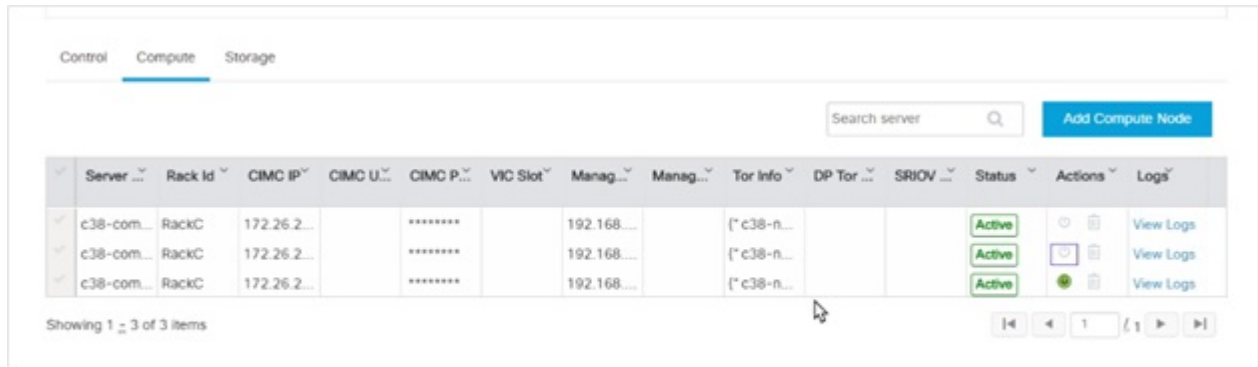 Control Compute Storage
Search server Add Compute Node
Server ... Rack Id CIMC IP CIMC U... CIMC P... VIC Slot Manag... Manag... Tor Info DP Tor ... SRIOV ... Status Actions Logs
c38-com... RackC 172.26.2... ******** 192.168.... {"c38-n... Active View Logs
c38-com... RackC 172.26.2... ******** 192.168.... {"c38-n... Active View Logs
c38-com... RackC 172.26.2... ******** 192.168.... {"c38-n... Active View Logs
Showing 1 - 3 of 3 items 1 / 1